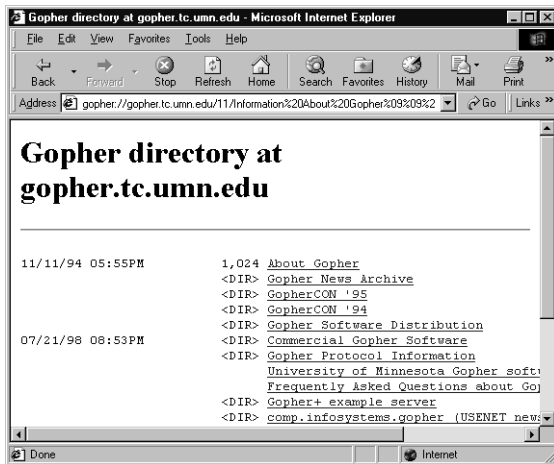 Gopher directory at gopher.tc.umn.edu - Microsoft Internet Explorer
File Edit View Favorites Tools Help
Back Forward Stop Refresh Home Search Favorites History Mail Print »
Address gopher://gopher.tc.umn.edu/11/Information%20About%20Gopher%09%09%2 Go Links »
Gopher directory at
gopher.tc.umn.edu
11/11/94 05:55PM 1,024 About Gopher
<DIR> Gopher News Archive
<DIR> GopherCON '95
<DIR> GopherCON '94
<DIR> Gopher Software Distribution
07/21/98 08:53PM <DIR> Commercial Gopher Software
<DIR> Gopher Protocol Information
University of Minnesota Gopher softw
Frequently Asked Questions about Gop
<DIR> Gopher+ example server
<DIR> comp.infosystems.gopher (USENET news
Done Internet